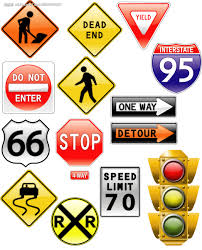 DEAD
END
YIELD
INTERSTATE
95
DO NOT
ENTER
ONE WAY
DETOUR
66
STOP
4-WAY
SPEED
LIMIT
70
R R